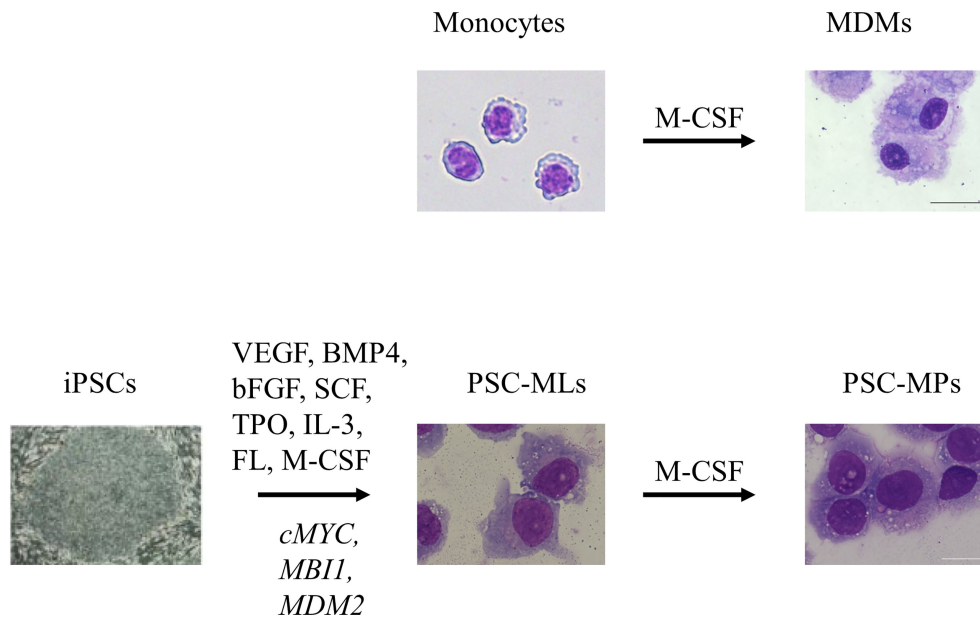 Monocytes
MDMs
M-CSF
iPSCs
VEGF, BMP4,
bFGF, SCF,
TPO, IL-3,
FL, M-CSF
cMYC,
MBI1,
MDM2
PSC-MLs
M-CSF
PSC-MPs